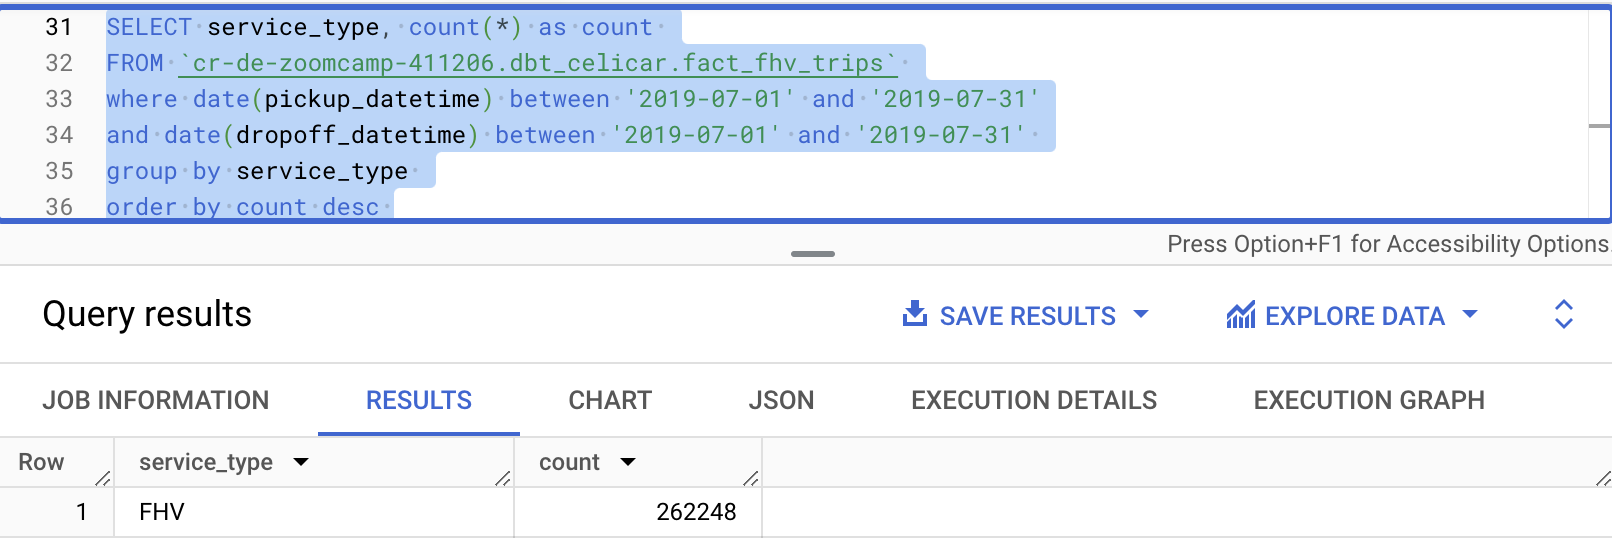 31 SELECT service_type, count(*) as count
32 FROM `cr-de-zoomcamp-411206.dbt_celicar.fact_fhv_trips`
33 where date(pickup_datetime) between '2019-07-01' and '2019-07-31'
34 and date(dropoff_datetime) between '2019-07-01' and '2019-07-31'
35 group by service_type
36 order by count desc
Press Option+F1 for Accessibility Options.
Query results SAVE RESULTS EXPLORE DATA
JOB INFORMATION RESULTS CHART JSON EXECUTION DETAILS EXECUTION GRAPH
Row service_type count
1 FHV 262248